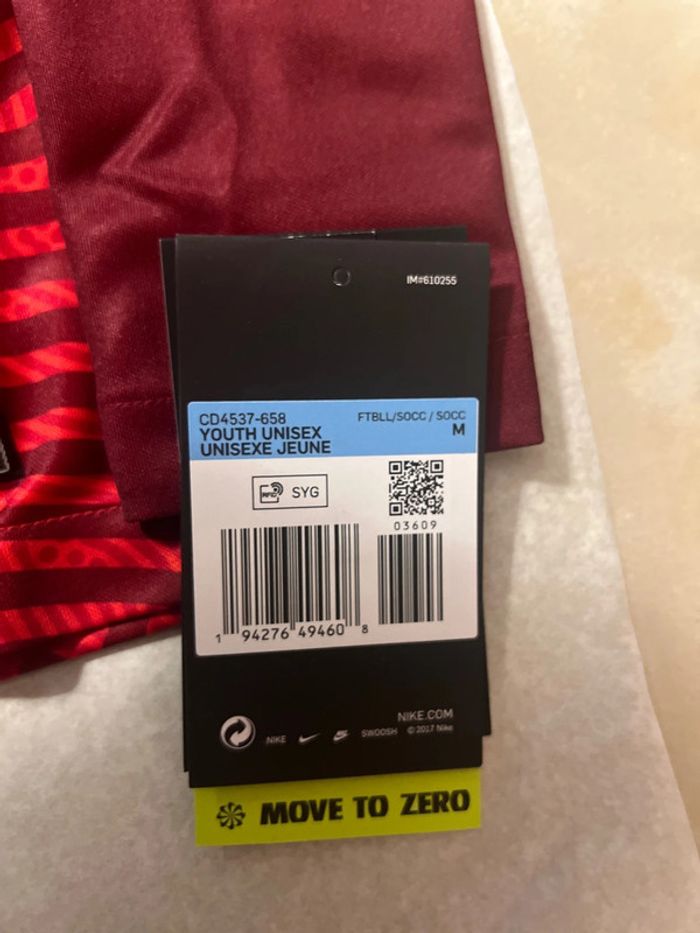 IM#610255
CD4537-658
FTBLL/SOCC / SOCC
YOUTH UNISEX
M
UNISEXE JEUNE
RFID SYG
03609
1 94276 49460 8
NIKE.COM
NIKE SWOOSH © 2017 Nike
MOVE TO ZERO